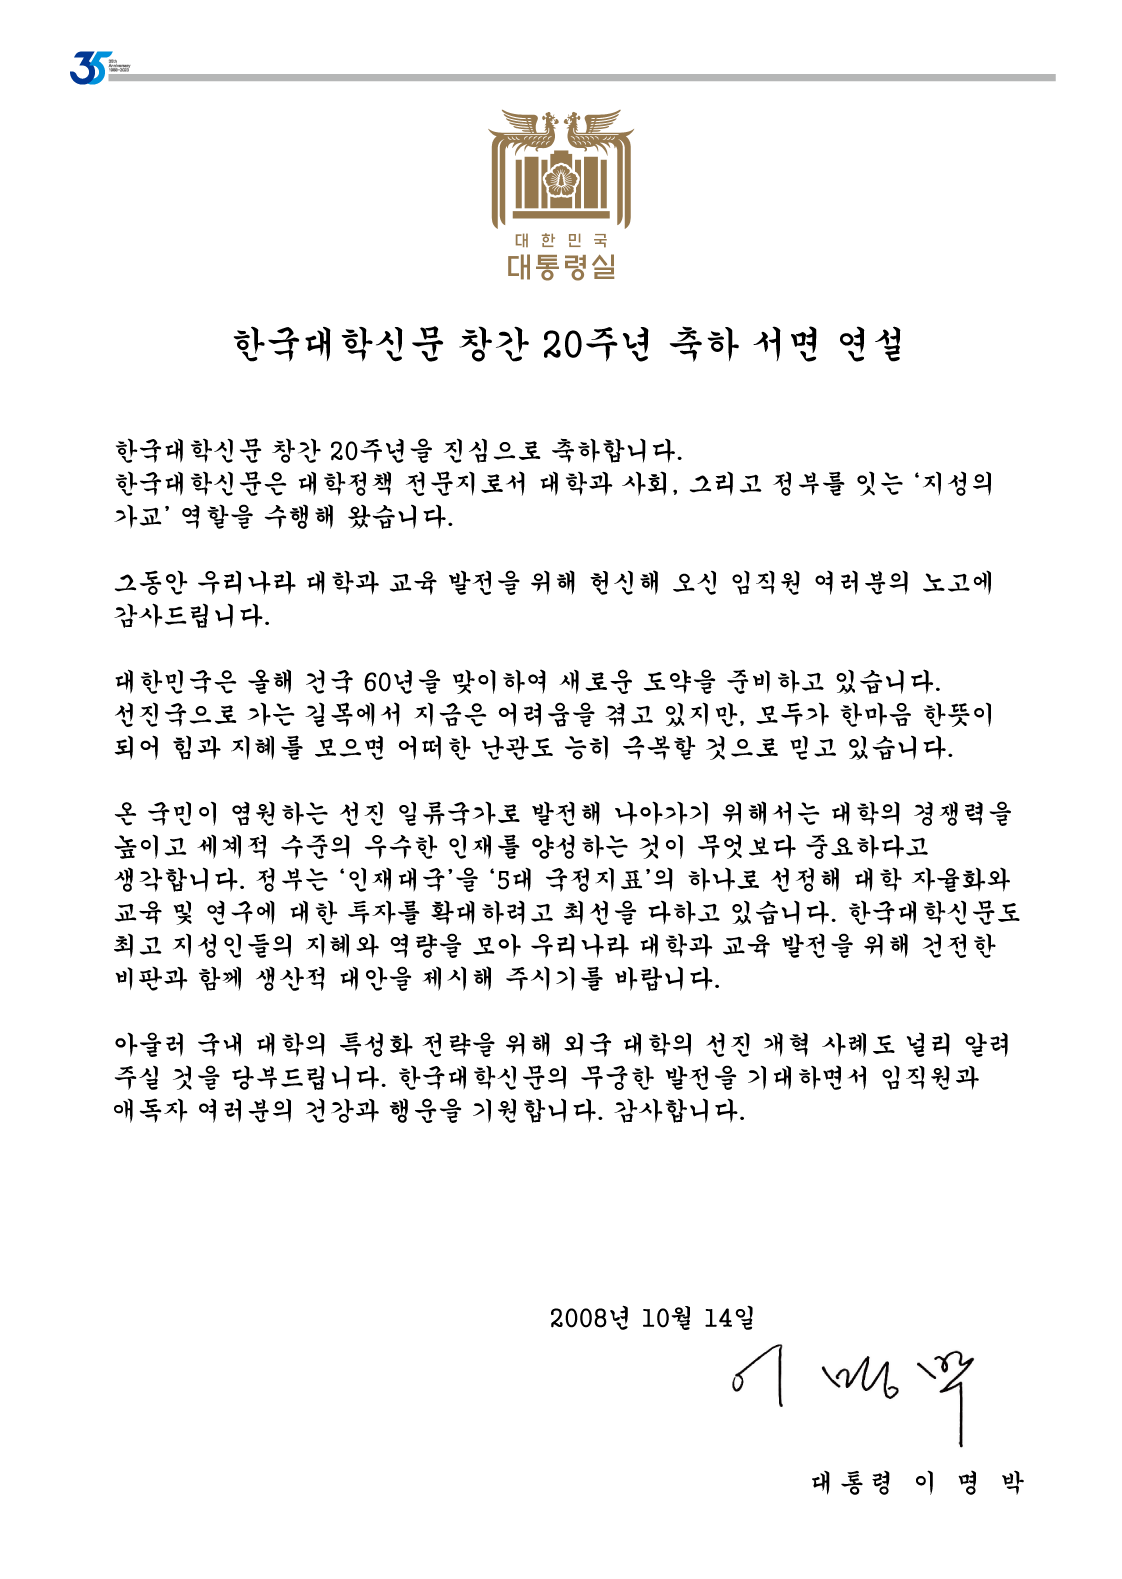 35
35th
Anniversary
1988-2023
대한민국
대통령실
한국대학신문 창간 20주년 축하 서면 연설
한국대학신문 창간 20주년을 진심으로 축하합니다.
한국대학신문은 대학정책 전문지로서 대학과 사회, 그리고 정부를 잇는 ‘지성의
가교’ 역할을 수행해 왔습니다.
그동안 우리나라 대학과 교육 발전을 위해 헌신해 오신 임직원 여러분의 노고에
감사드립니다.
대한민국은 올해 건국 60년을 맞이하여 새로운 도약을 준비하고 있습니다.
선진국으로 가는 길목에서 지금은 어려움을 겪고 있지만, 모두가 한마음 한뜻이
되어 힘과 지혜를 모으면 어떠한 난관도 능히 극복할 것으로 믿고 있습니다.
온 국민이 염원하는 선진 일류국가로 발전해 나아가기 위해서는 대학의 경쟁력을
높이고 세계적 수준의 우수한 인재를 양성하는 것이 무엇보다 중요하다고
생각합니다. 정부는 ‘인재대국’을 ‘5대 국정지표’의 하나로 선정해 대학 자율화와
교육 및 연구에 대한 투자를 확대하려고 최선을 다하고 있습니다. 한국대학신문도
최고 지성인들의 지혜와 역량을 모아 우리나라 대학과 교육 발전을 위해 건전한
비판과 함께 생산적 대안을 제시해 주시기를 바랍니다.
아울러 국내 대학의 특성화 전략을 위해 외국 대학의 선진 개혁 사례도 널리 알려
주실 것을 당부드립니다. 한국대학신문의 무궁한 발전을 기대하면서 임직원과
애독자 여러분의 건강과 행운을 기원합니다. 감사합니다.
2008년 10월 14일
이명박
대통령 이 명 박